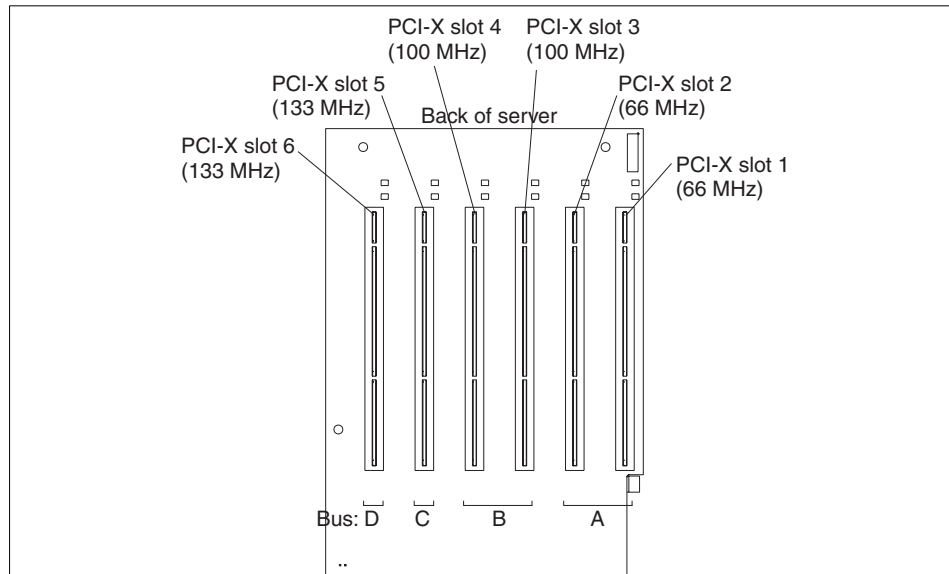 PCI-X slot 4
(100 MHz)
PCI-X slot 3
(100 MHz)
PCI-X slot 5
(133 MHz)
PCI-X slot 2
(66 MHz)
Back of server
PCI-X slot 6
(133 MHz)
PCI-X slot 1
(66 MHz)
Bus: D C B A